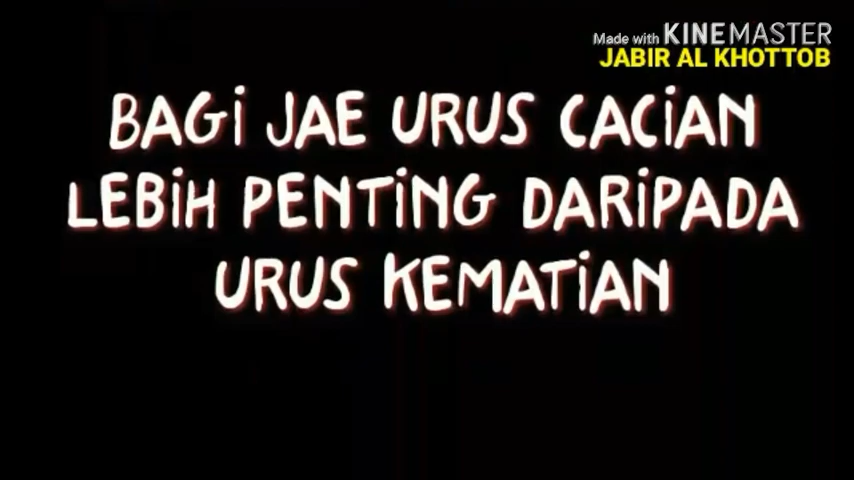 Made with KINEMASTER
JABIR AL KHOTTOB
BAGI JAE URUS CACIAN
LEBIH PENTING DARIPADA
URUS KEMATIAN